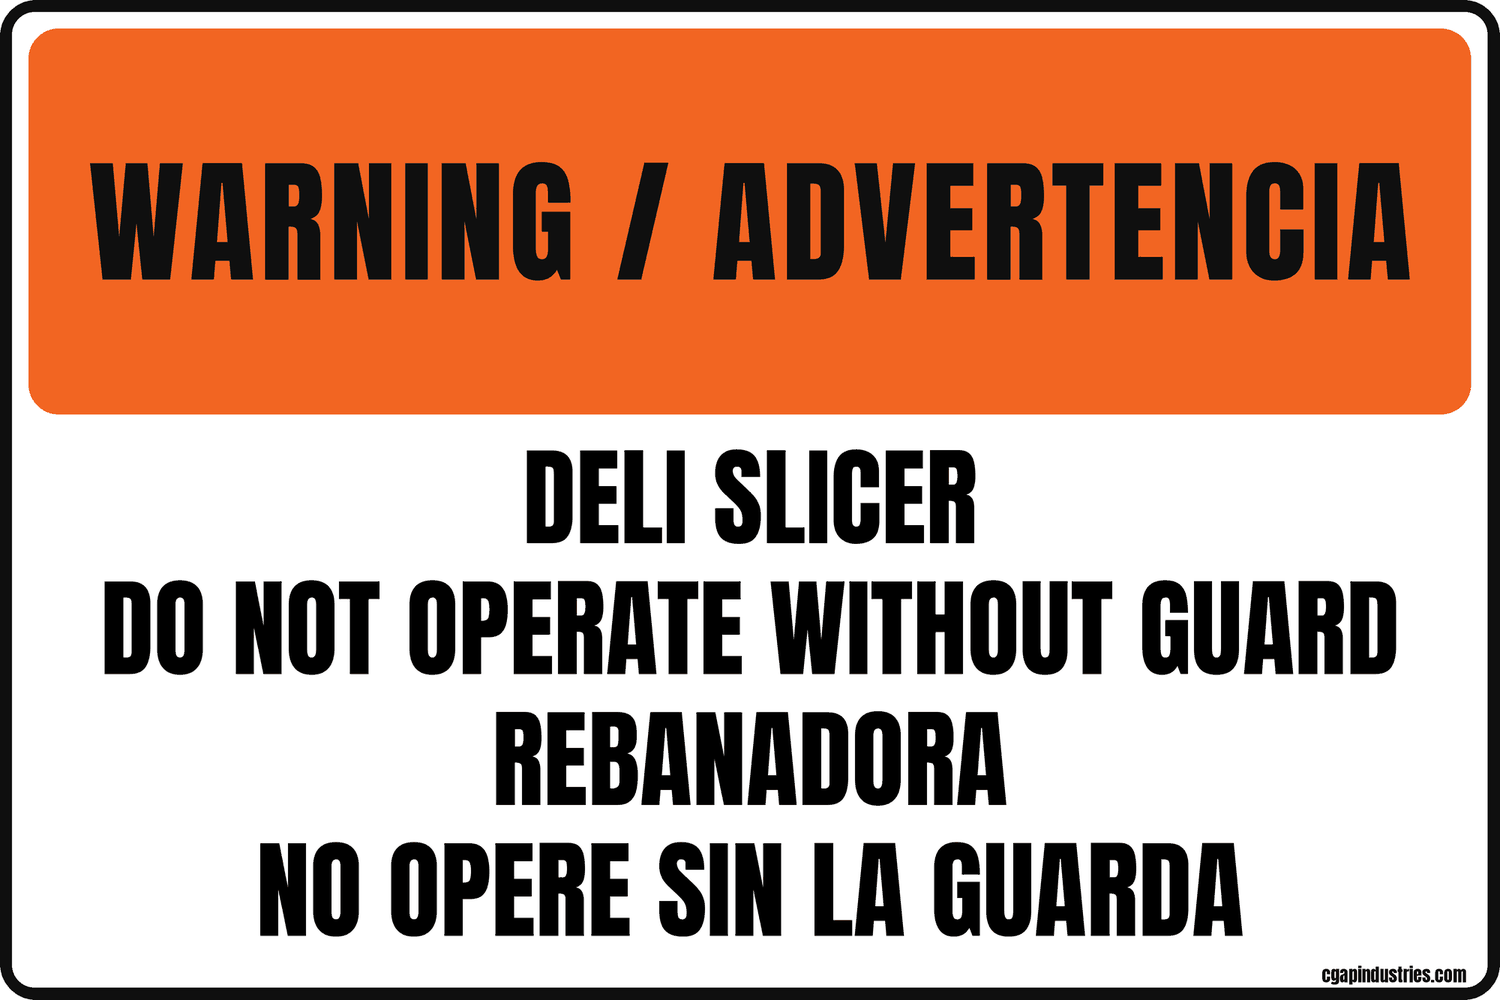 WARNING / ADVERTENCIA
DELI SLICER
DO NOT OPERATE WITHOUT GUARD
REBANADORA
NO OPERE SIN LA GUARDA
cgapindustries.com